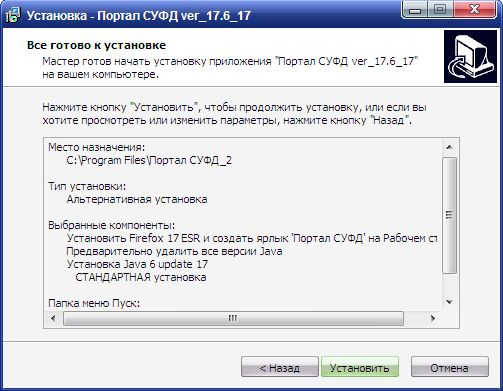 Установка - Портал СУФД ver_17.6_17
Все готово к установке
Мастер готов начать установку приложения "Портал СУФД ver_17.6_17"
на вашем компьютере.
Нажмите кнопку "Установить", чтобы продолжить установку, или если вы
хотите просмотреть или изменить параметры, нажмите кнопку "Назад".
Место назначения:
C:\Program Files\Портал СУФД_2
Тип установки:
Альтернативная установка
Выбранные компоненты:
Установить Firefox 17 ESR и создать ярлык 'Портал СУФД' на Рабочем ст
Предварительно удалить все версии Java
Установка Java 6 update 17
СТАНДАРТНАЯ установка
Папка меню Пуск:
< Назад
Установить
Отмена